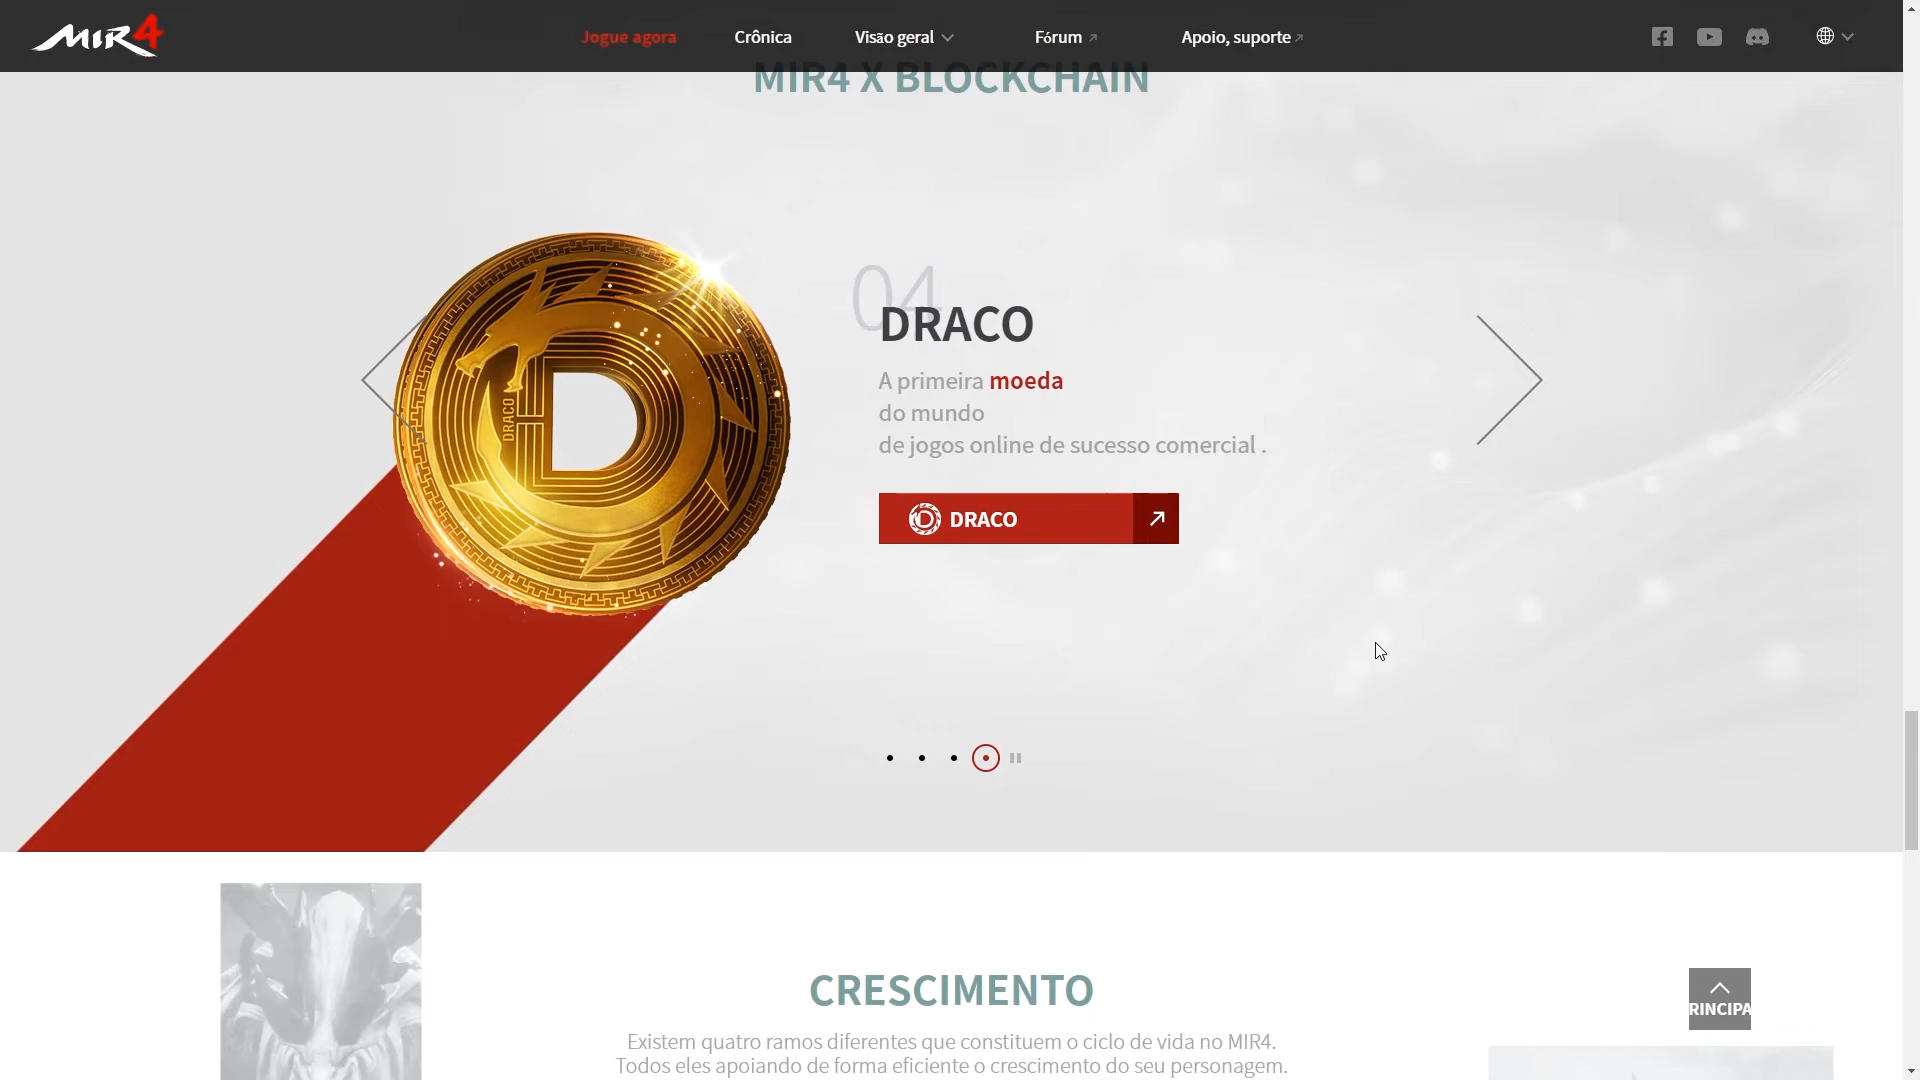 MIR4
Jogue agora
Crônica
Visão geral
Fórum
Apoio, suporte
MIR4 X BLOCKCHAIN
DRACO
04
DRACO
A primeira moeda
do mundo
de jogos online de sucesso comercial .
DRACO
CRESCIMENTO
Existem quatro ramos diferentes que constituem o ciclo de vida no MIR4.
Todos eles apoiando de forma eficiente o crescimento do seu personagem.
RINCIPA